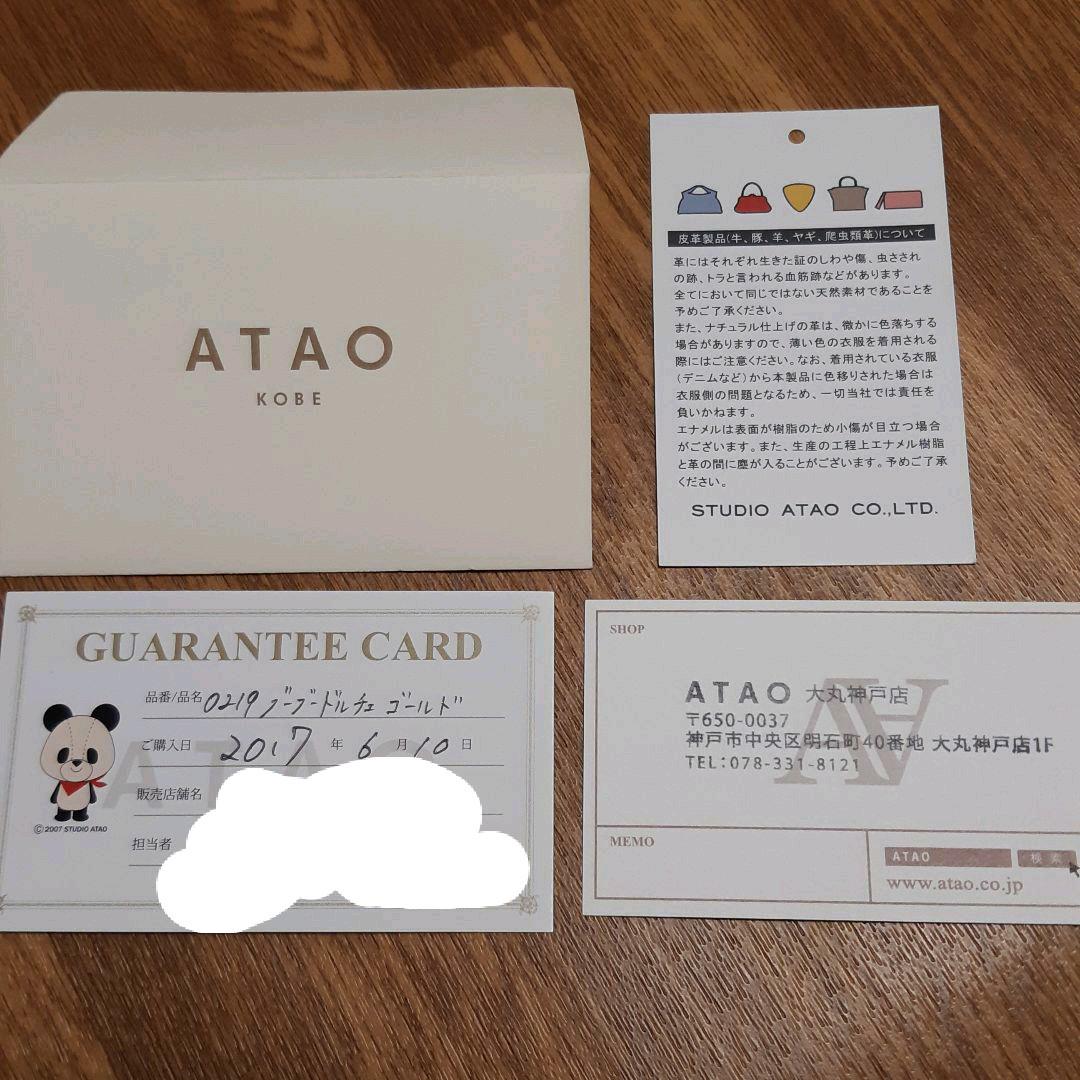 ATAO
KOBE
皮革製品(牛、豚、羊、ヤギ、爬虫類革)について
革にはそれぞれ生きた証のしわや傷、虫さされ
の跡、トラと言われる血筋跡などがあります。
全てにおいて同じではない天然素材であることを
予めご了承ください。
また、ナチュラル仕上げの革は、微かに色落ちする
場合がありますので、薄い色の衣服を着用される
際にはご注意ください。なお、着用されている衣服
(デニムなど)から本製品に色移りされた場合は
衣服側の問題となるため、一切当社では責任を
負いかねます。
エナメルは表面が樹脂のため小傷が目立つ場合
がございます。また、生産の工程上エナメル樹脂
と革の間に塵が入ることがございます。予めご了承
ください。
STUDIO ATAO CO.,LTD.
GUARANTEE CARD
品番/品名 0219 ブーブードルチェ ゴールド
ご購入日 2017 年 6 月 10 日
ATAO
販売店舗名
担当者
©2007 STUDIO ATAO
SHOP
ATAO 大丸神戸店
〒650-0037
神戸市中央区明石町40番地 大丸神戸店1F
TEL:078-331-8121
MEMO
ATAO 検索
www.atao.co.jp